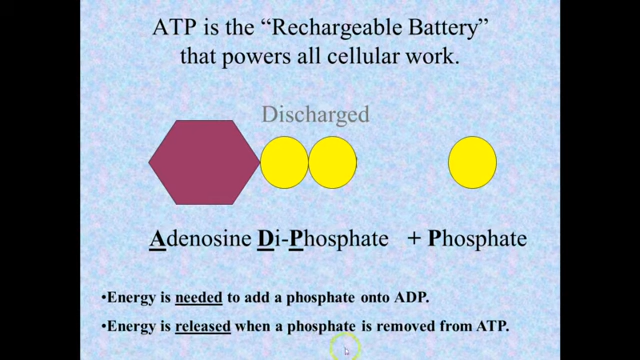 ATP is the “Rechargeable Battery”
that powers all cellular work.
Discharged
Adenosine Di-Phosphate + Phosphate
•Energy is needed to add a phosphate onto ADP.
•Energy is released when a phosphate is removed from ATP.